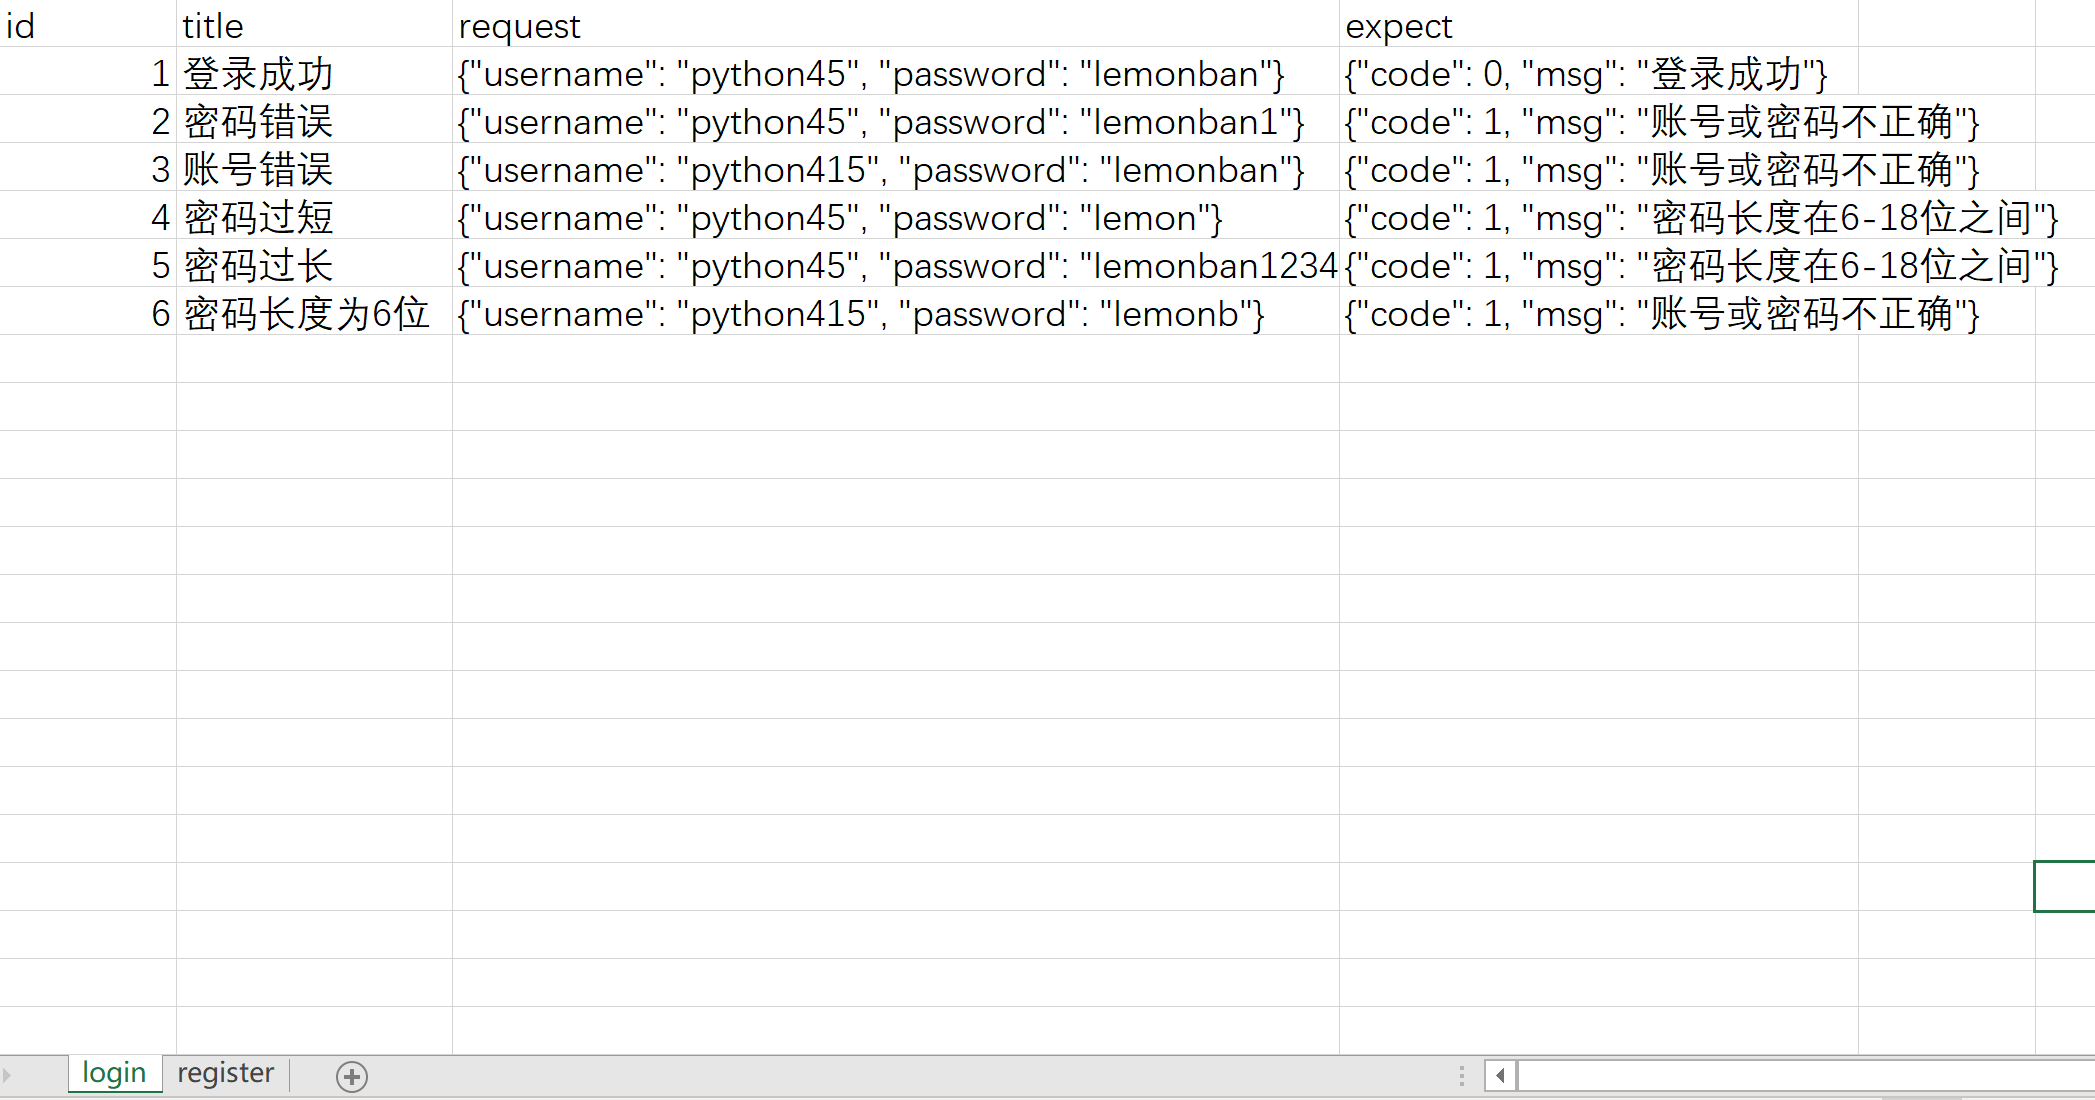 id title request expect
1 登录成功 {"username": "python45", "password": "lemonban"} {"code": 0, "msg": "登录成功"}
2 密码错误 {"username": "python45", "password": "lemonban1"} {"code": 1, "msg": "账号或密码不正确"}
3 账号错误 {"username": "python415", "password": "lemonban"} {"code": 1, "msg": "账号或密码不正确"}
4 密码过短 {"username": "python45", "password": "lemon"} {"code": 1, "msg": "密码长度在6-18位之间"}
5 密码过长 {"username": "python45", "password": "lemonban1234 {"code": 1, "msg": "密码长度在6-18位之间"}
6 密码长度为6位 {"username": "python415", "password": "lemonb"} {"code": 1, "msg": "账号或密码不正确"}
login register